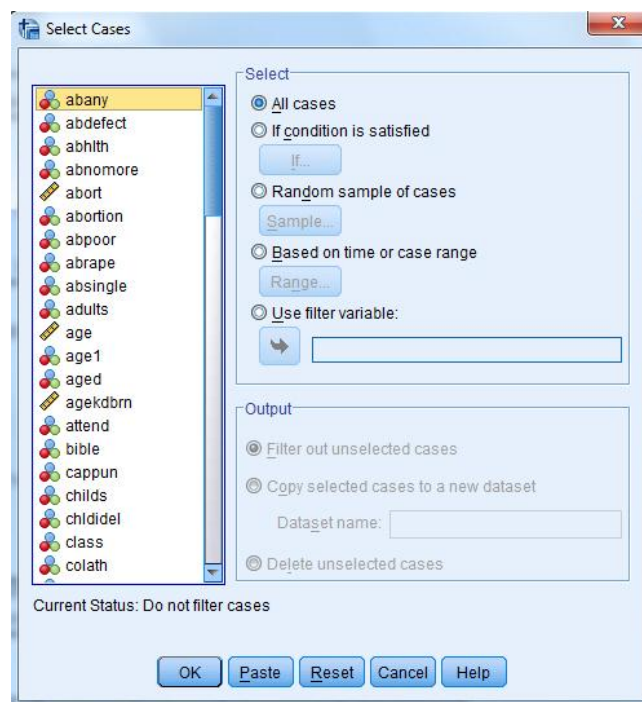 Select Cases
abany
abdefect
abhlth
abnomore
abort
abortion
abpoor
abrape
absingle
adults
age
age1
aged
agekdbrn
attend
bible
cappun
childs
chldidel
class
colath
Select
All cases
If condition is satisfied
If...
Random sample of cases
Sample...
Based on time or case range
Range...
Use filter variable:
Output
Filter out unselected cases
Copy selected cases to a new dataset
Dataset name:
Delete unselected cases
Current Status: Do not filter cases
OK Paste Reset Cancel Help